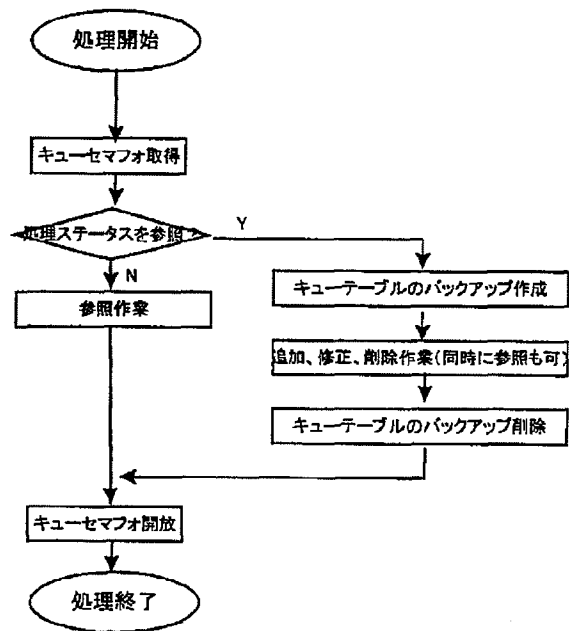 処理開始
キューセマフォ取得
処理ステータスを参照?
Y
N
キューテーブルのバックアップ作成
参照作業
追加、修正、削除作業(同時に参照も可)
キューテーブルのバックアップ削除
キューセマフォ開放
処理終了